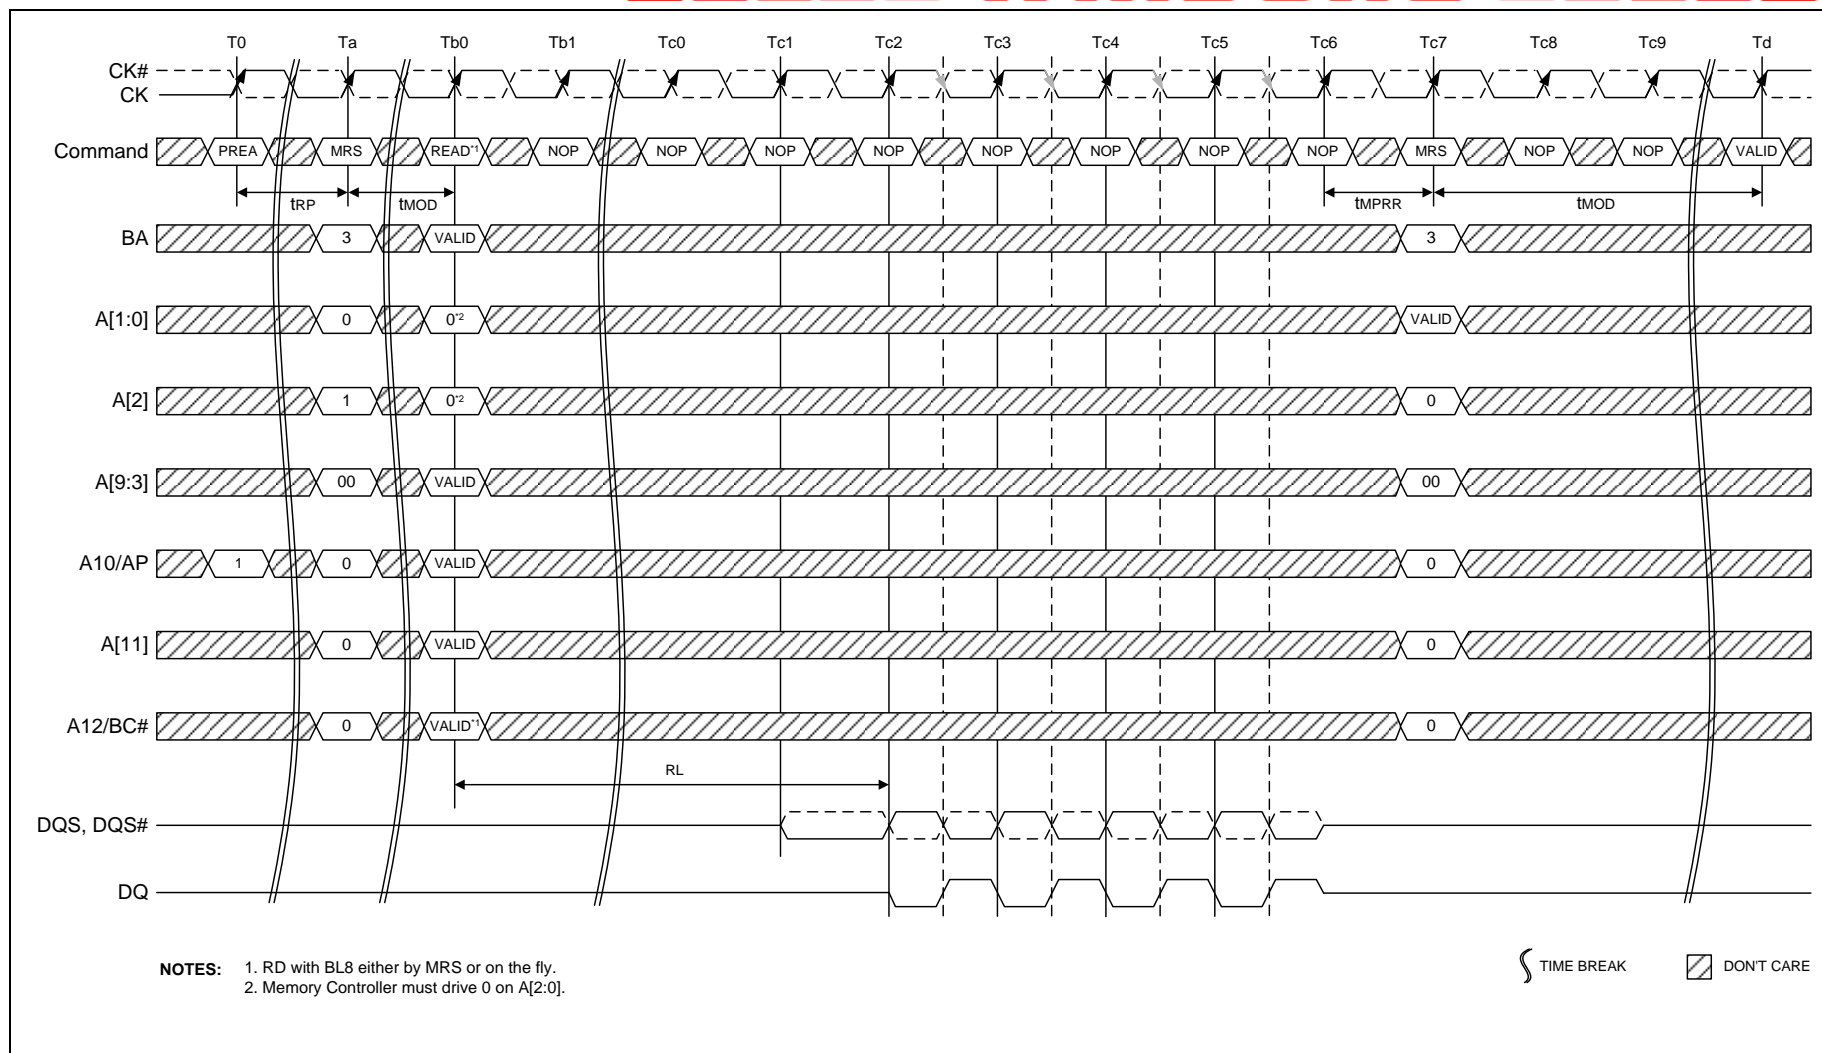 T0 Ta Tb0 Tb1 Tc0 Tc1 Tc2 Tc3 Tc4 Tc5 Tc6 Tc7 Tc8 Tc9 Td
CK#
CK
Command PREA MRS READ*1 NOP NOP NOP NOP NOP NOP NOP NOP MRS NOP NOP VALID
tRP tMOD tMPRR tMOD
BA 3 VALID 3
A[1:0] 0 0*2 VALID
A[2] 1 0*2 0
A[9:3] 00 VALID 00
A10/AP 1 0 VALID 0
A[11] 0 VALID 0
A12/BC# 0 VALID*1 0
RL
DQS, DQS#
DQ
NOTES: 1. RD with BL8 either by MRS or on the fly.
2. Memory Controller must drive 0 on A[2:0].
TIME BREAK DON'T CARE